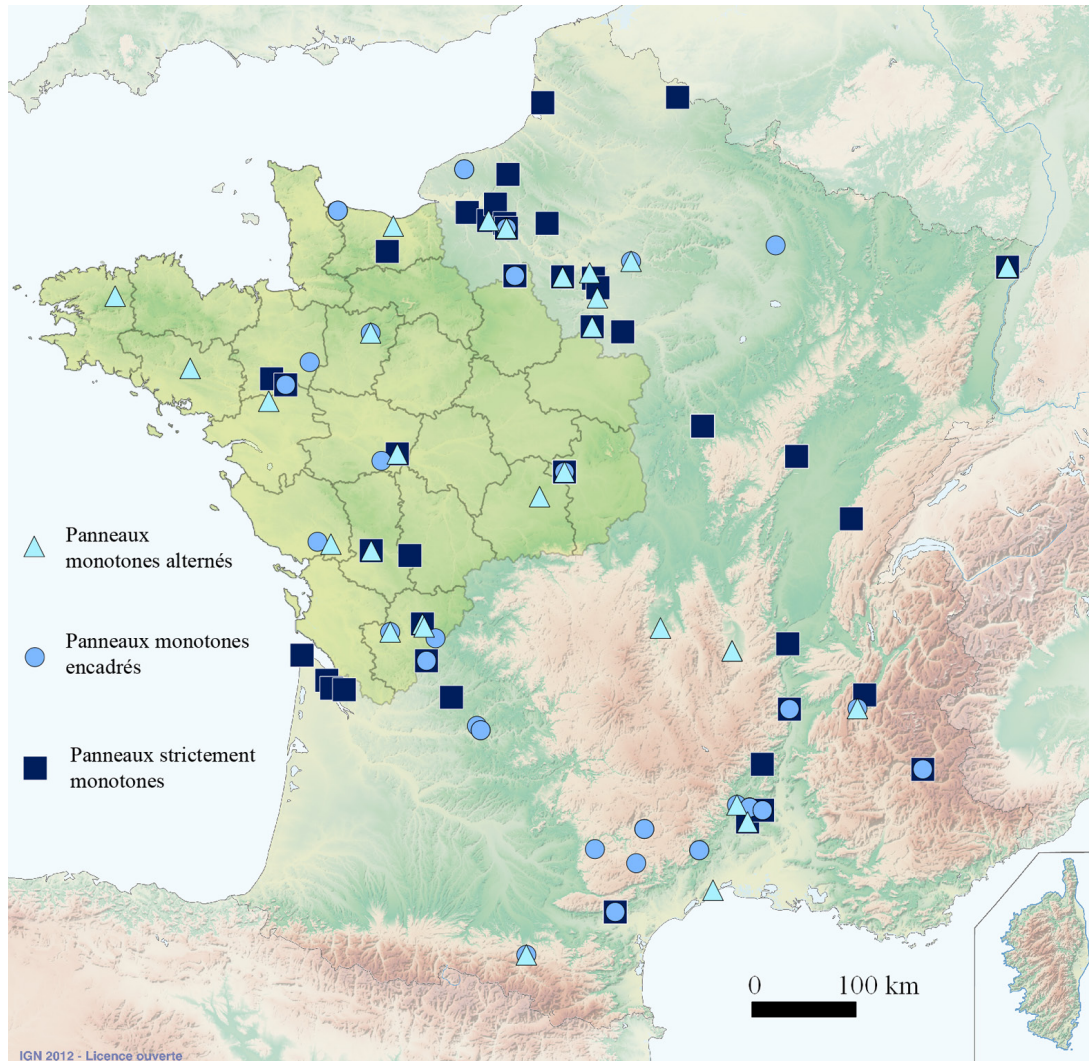 Panneaux
monotones alternés
Panneaux monotones
encadrés
Panneaux strictement
monotones
0 100 km
IGN 2012 - Licence ouverte